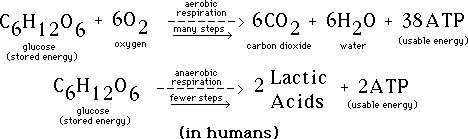 C6H12O6 + 6O2 aerobic respiration many steps 6CO2 + 6H2O + 38ATP
glucose (stored energy) oxygen carbon dioxide water (usable energy)
C6H12O6 anaerobic respiration fewer steps 2 Lactic Acids + 2ATP
glucose (stored energy) (usable energy)
(in humans)